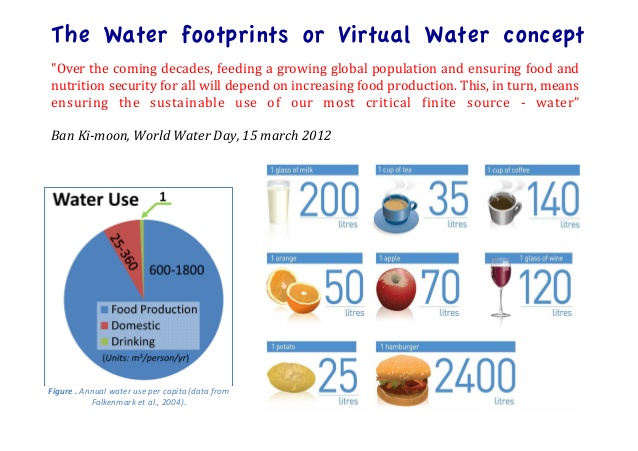 The Water footprints or Virtual Water concept
"Over the coming decades, feeding a growing global population and ensuring food and
nutrition security for all will depend on increasing food production. This, in turn, means
ensuring the sustainable use of our most critical finite source - water"
Ban Ki-moon, World Water Day, 15 march 2012
Water Use
1
25-360
600-1800
Food Production
Domestic
Drinking
(Units: m³/person/yr)
Figure . Annual water use per capita (data from
Falkenmark et al., 2004).
1 glass of milk
200
litres
1 cup of tea
35
litres
1 cup of coffee
140
litres
1 orange
50
litres
1 apple
70
litres
1 glass of wine
120
litres
1 potato
25
litres
1 hamburger
2400
litres